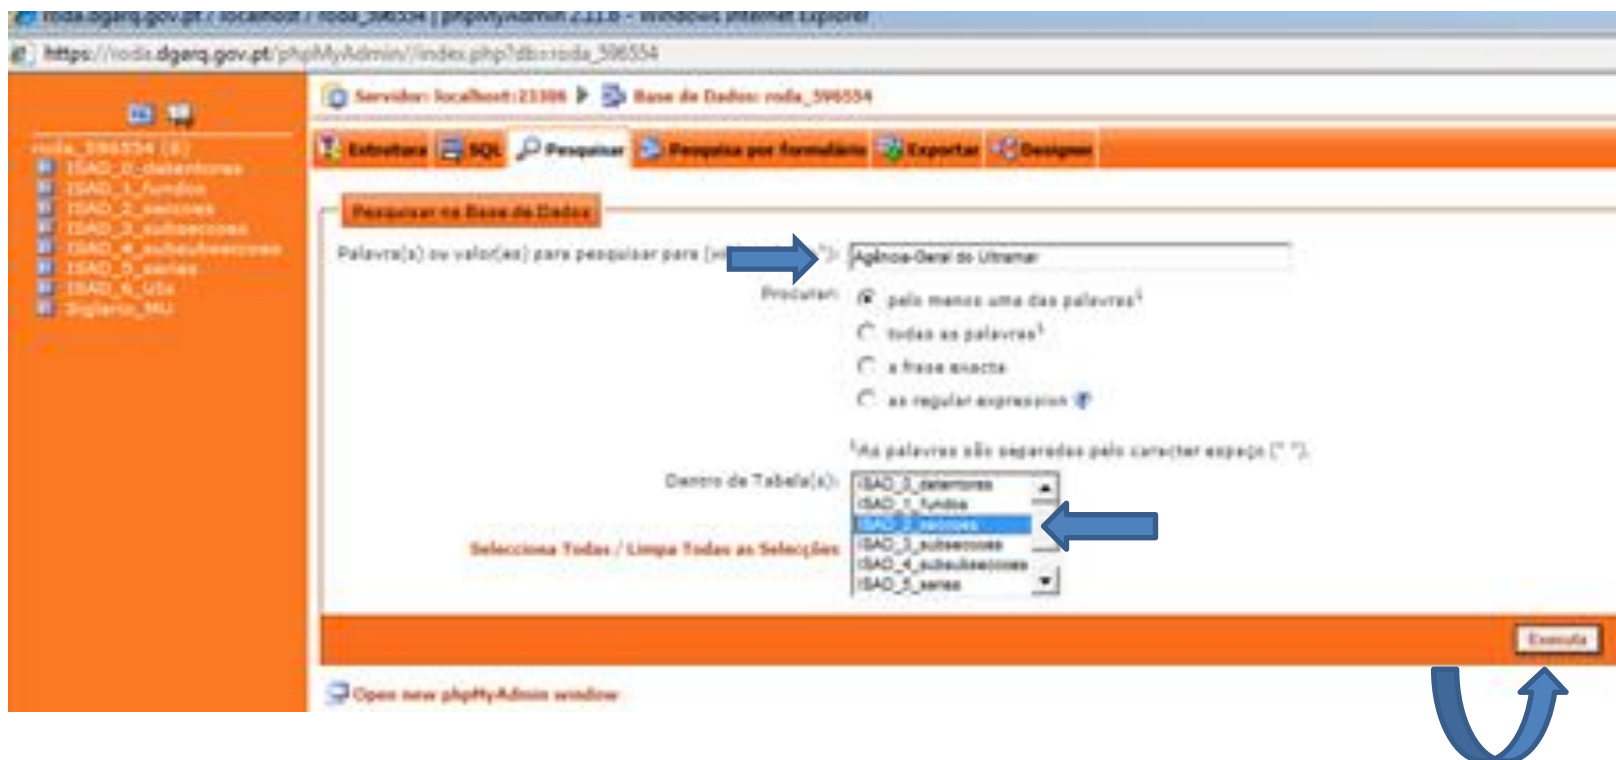 roda.dgarq.gov.pt / localhost / roda_596554 | phpMyAdmin 2.11.6 - Windows Internet Explorer
https://roda.dgarq.gov.pt/phpMyAdmin//index.php?db=roda_596554
Servidor: localhost:23306 Base de Dados: roda_596554
Estrutura SQL Pesquisar Pesquisa por formulário Exportar Designer
roda_596554 (8)
ISAD_0_detentores
ISAD_1_fundos
ISAD_2_seccoes
ISAD_3_subseccoes
ISAD_4_subsubseccoes
ISAD_5_series
ISAD_6_UIs
Siglario_MU
Pesquisar na Base de Dados
Palavra(s) ou valor(es) para pesquisar para "):
Agência-Geral do Ultramar
Procurar:
pelo menos uma das palavras¹
todas as palavras¹
a frase exacta
as regular expression
¹As palavras são separadas pelo caracter espaço (" ").
Dentro de Tabela(s):
ISAD_0_detentores
ISAD_1_fundos
ISAD_2_seccoes
ISAD_3_subseccoes
ISAD_4_subsubseccoes
ISAD_5_series
Selecciona Todas / Limpa Todas as Selecções
Executa
Open new phpMyAdmin window